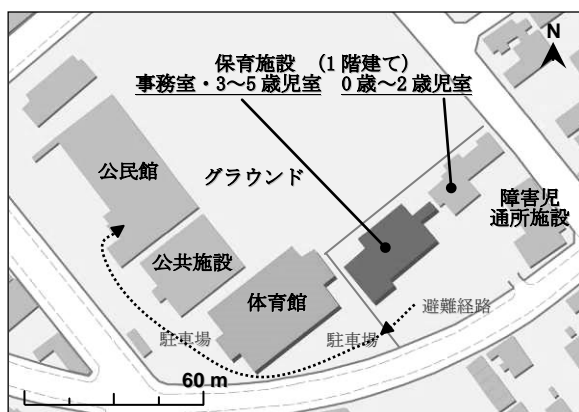 N
保育施設　(１階建て)
事務室・3～5 歳児室　0 歳～2 歳児室
公民館
グラウンド
障害児
通所施設
公共施設
体育館
避難経路
駐車場
駐車場
60 m